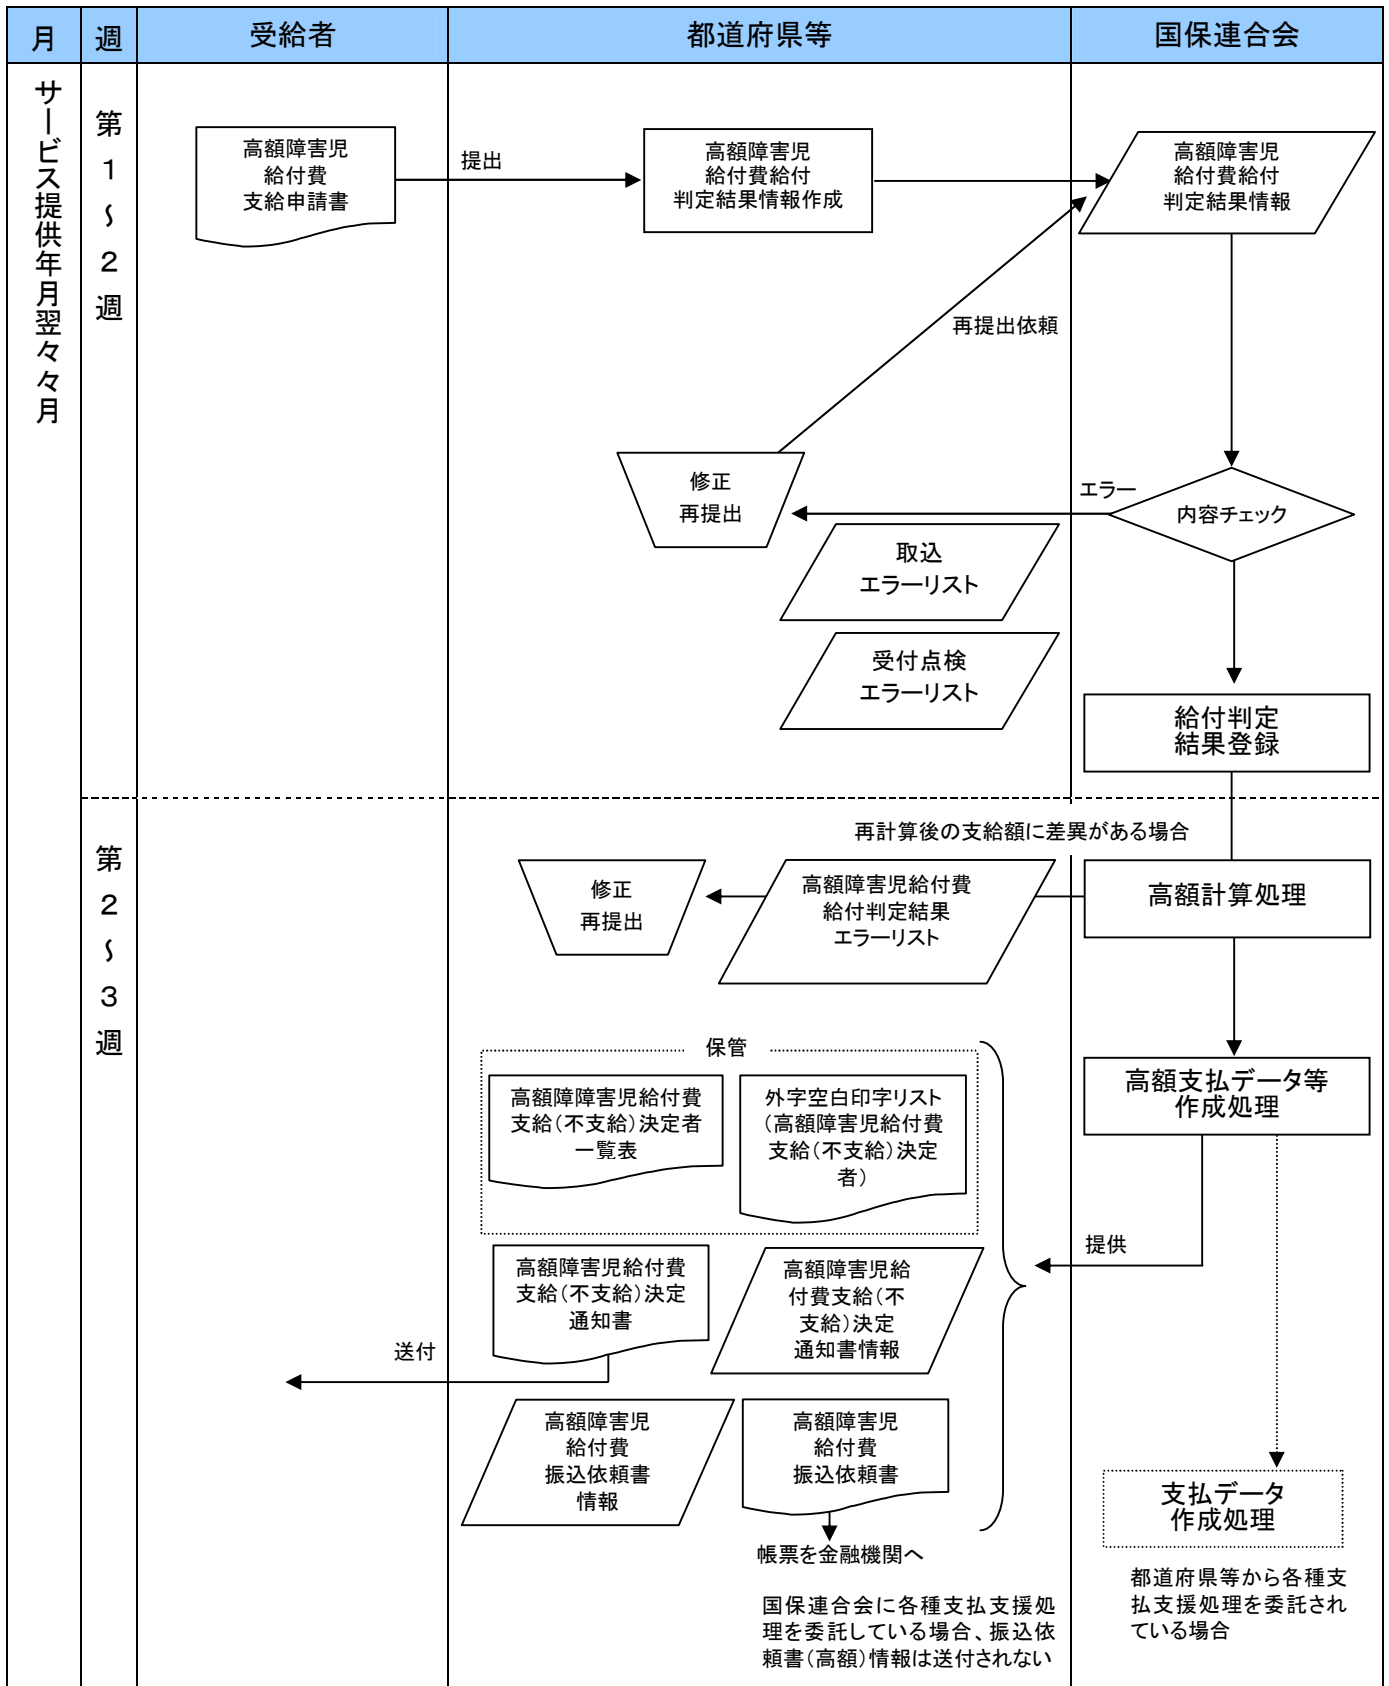 月
週
受給者
都道府県等
国保連合会
サービス提供年月翌々々月
第1～2週
高額障害児
給付費
支給申請書
提出
高額障害児
給付費給付
判定結果情報作成
高額障害児
給付費給付
判定結果情報
再提出依頼
修正
再提出
エラー
内容チェック
取込
エラーリスト
受付点検
エラーリスト
給付判定
結果登録
第2～3週
再計算後の支給額に差異がある場合
修正
再提出
高額障害児給付費
給付判定結果
エラーリスト
高額計算処理
保管
高額障障害児給付費
支給（不支給）決定者
一覧表
外字空白印字リスト
（高額障害児給付費
支給（不支給）決定
者）
高額支払データ等
作成処理
提供
高額障害児給付費
支給（不支給）決定
通知書
高額障害児給
付費支給（不
支給）決定
通知書情報
送付
高額障害児
給付費
振込依頼書
情報
高額障害児
給付費
振込依頼書
支払データ
作成処理
帳票を金融機関へ
都道府県等から各種支
払支援処理を委託され
ている場合
国保連合会に各種支払支援処
理を委託している場合、振込依
頼書（高額）情報は送付されない